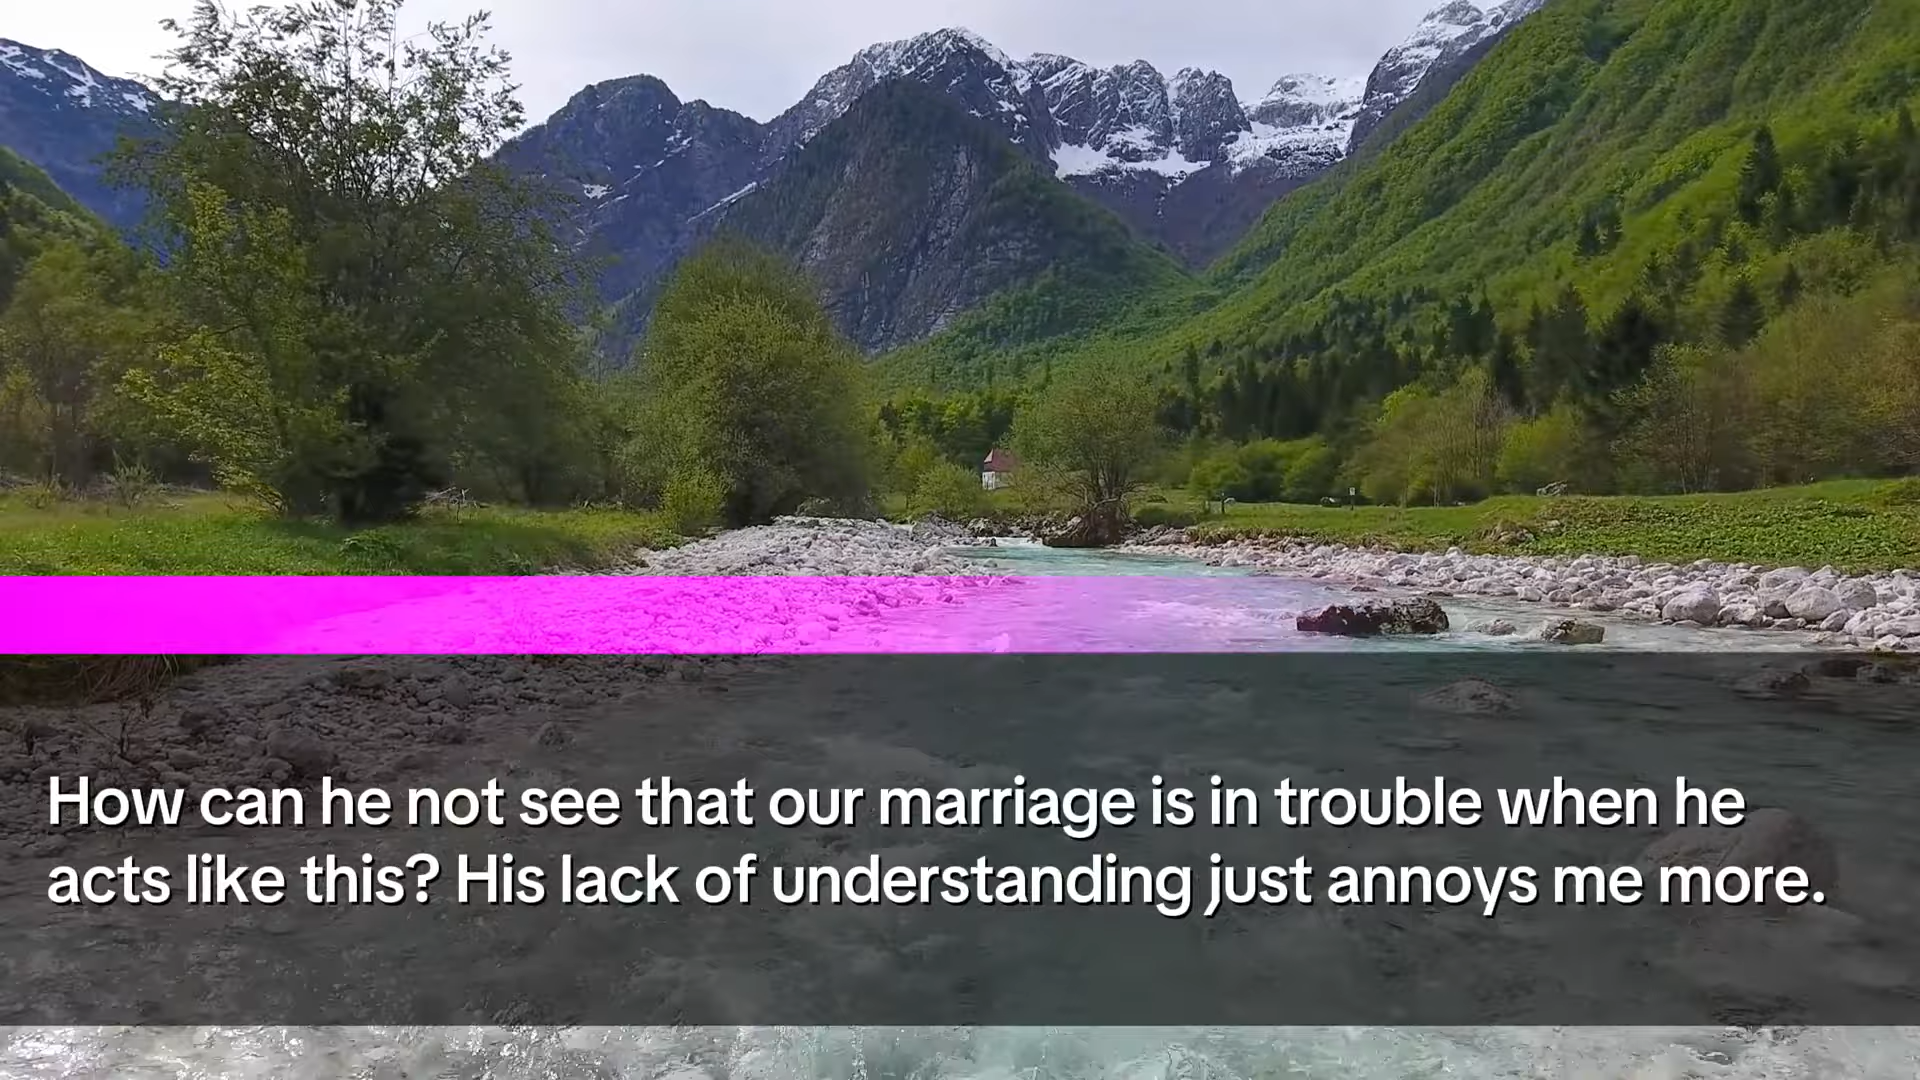 How can he not see that our marriage is in trouble when he
acts like this? His lack of understanding just annoys me more.